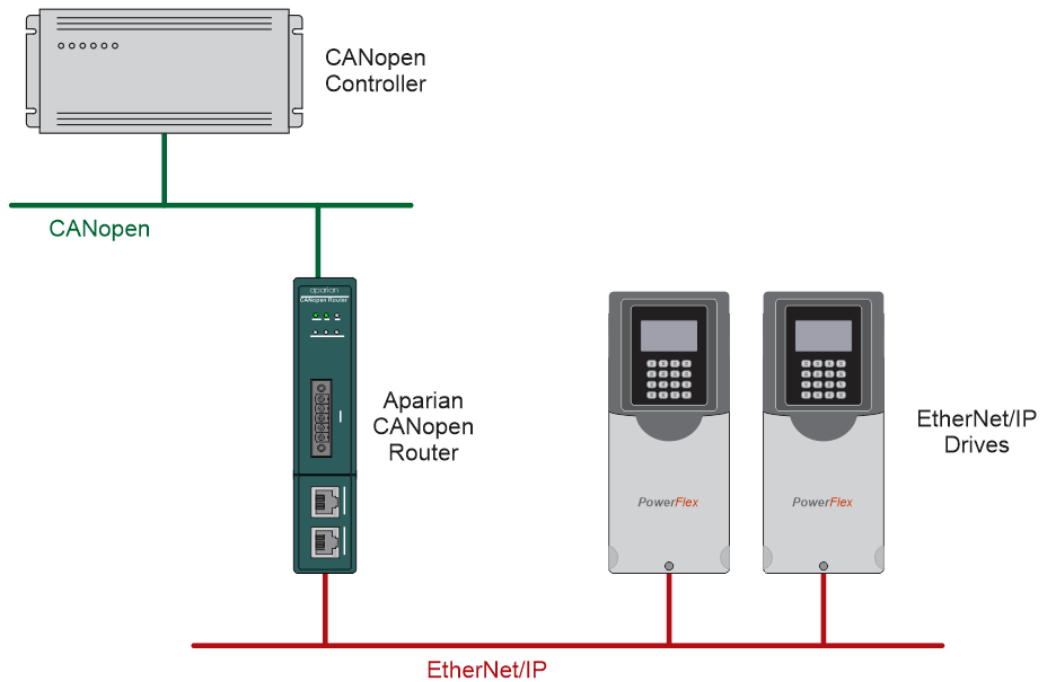 CANopen
Controller
CANopen
aparian
CANopen Router
Aparian
CANopen
Router
EtherNet/IP
Drives
PowerFlex
PowerFlex
EtherNet/IP